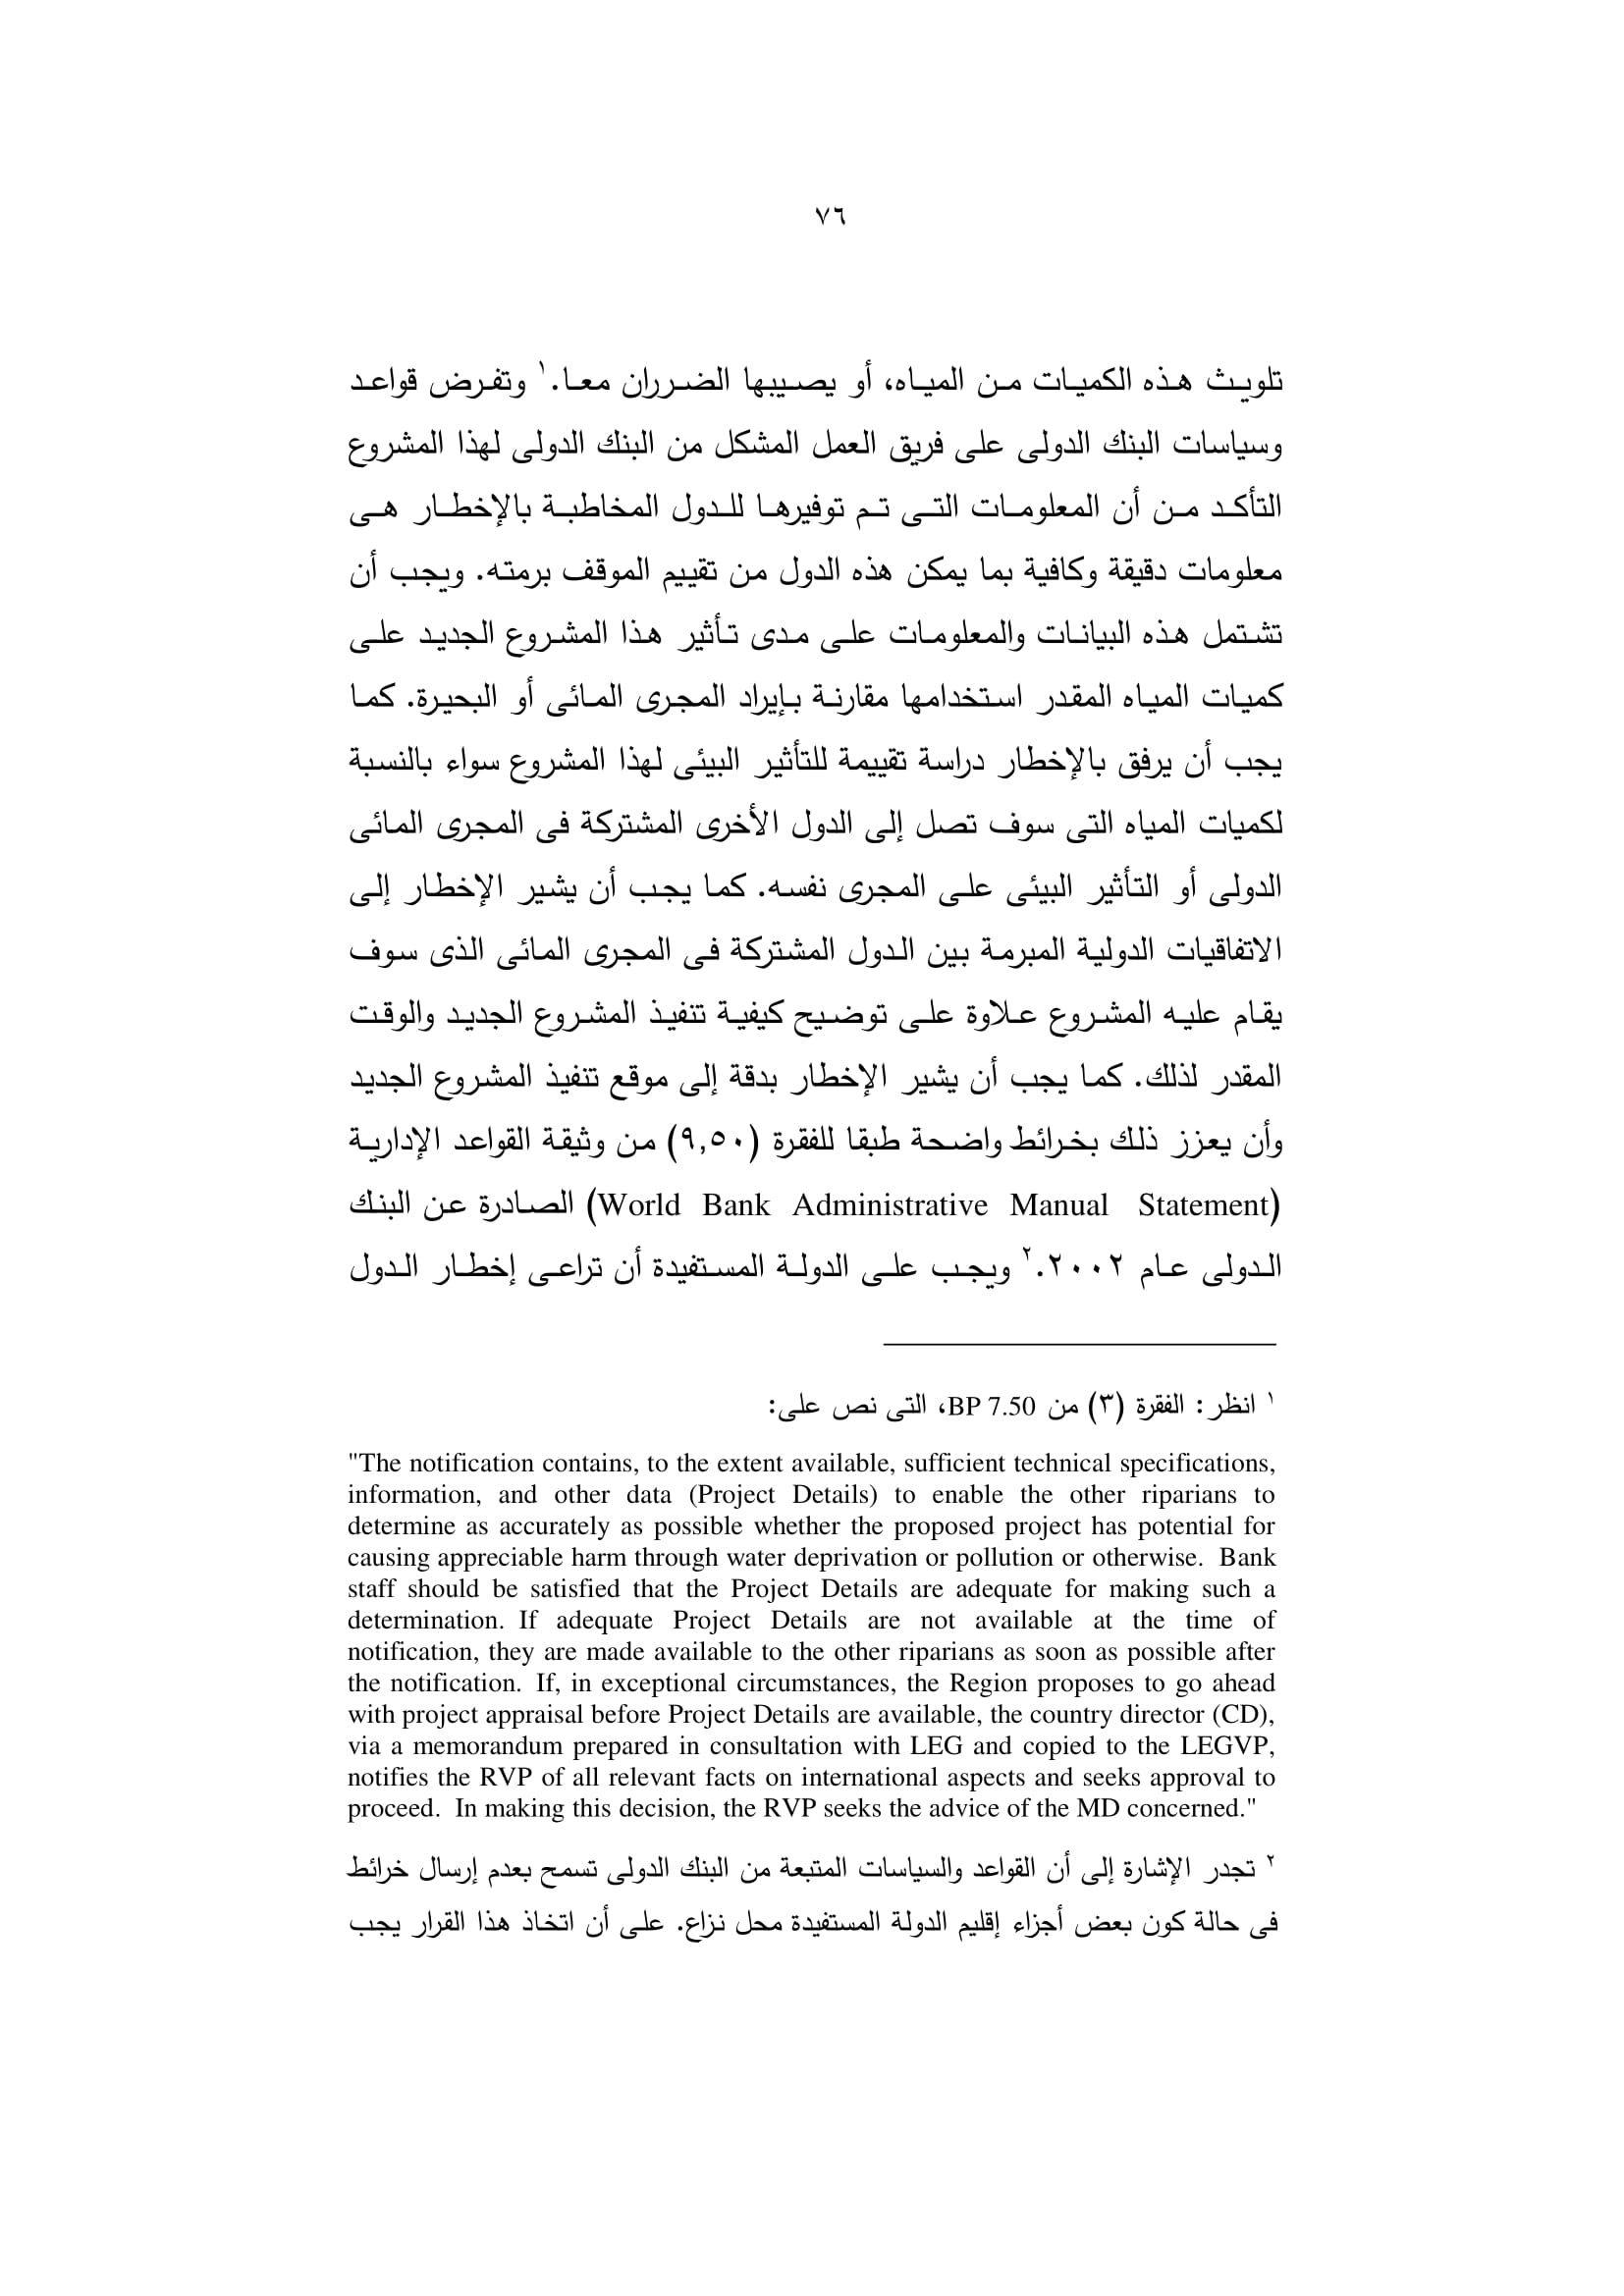 ٧٦
تلويث هذه الكميات من المياه، أو يصيبها الضرران معا.١ وتفرض قواعد
وسياسات البنك الدولى على فريق العمل المشكل من البنك الدولى لهذا المشروع
التأكد من أن المعلومات التى تم توفيرها للدول المخاطبة بالإخطار هى
معلومات دقيقة وكافية بما يمكن هذه الدول من تقييم الموقف برمته. ويجب أن
تشتمل هذه البيانات والمعلومات على مدى تأثير هذا المشروع الجديد على
كميات المياه المقدر استخدامها مقارنة بإيراد المجرى المائى أو البحيرة. كما
يجب أن يرفق بالإخطار دراسة تقييمة للتأثير البيئى لهذا المشروع سواء بالنسبة
لكميات المياه التى سوف تصل إلى الدول الأخرى المشتركة فى المجرى المائى
الدولى أو التأثير البيئى على المجرى نفسه. كما يجب أن يشير الإخطار إلى
الاتفاقيات الدولية المبرمة بين الدول المشتركة فى المجرى المائى الذى سوف
يقام عليه المشروع علاوة على توضيح كيفية تنفيذ المشروع الجديد والوقت
المقدر لذلك. كما يجب أن يشير الإخطار بدقة إلى موقع تنفيذ المشروع الجديد
وأن يعزز ذلك بخرائط واضحة طبقا للفقرة (٩,٥٠) من وثيقة القواعد الإدارية
(World Bank Administrative Manual Statement) الصادرة عن البنك
الدولى عام ٢٠٠٢.٢ ويجب على الدولة المستفيدة أن تراعى إخطار الدول
١ انظر: الفقرة (٣) من BP 7.50، التى نص على:
"The notification contains, to the extent available, sufficient technical specifications,
information, and other data (Project Details) to enable the other riparians to
determine as accurately as possible whether the proposed project has potential for
causing appreciable harm through water deprivation or pollution or otherwise. Bank
staff should be satisfied that the Project Details are adequate for making such a
determination. If adequate Project Details are not available at the time of
notification, they are made available to the other riparians as soon as possible after
the notification. If, in exceptional circumstances, the Region proposes to go ahead
with project appraisal before Project Details are available, the country director (CD),
via a memorandum prepared in consultation with LEG and copied to the LEGVP,
notifies the RVP of all relevant facts on international aspects and seeks approval to
proceed. In making this decision, the RVP seeks the advice of the MD concerned."
٢ تجدر الإشارة إلى أن القواعد والسياسات المتبعة من البنك الدولى تسمح بعدم إرسال خرائط
فى حالة كون بعض أجزاء إقليم الدولة المستفيدة محل نزاع. على أن اتخاذ هذا القرار يجب